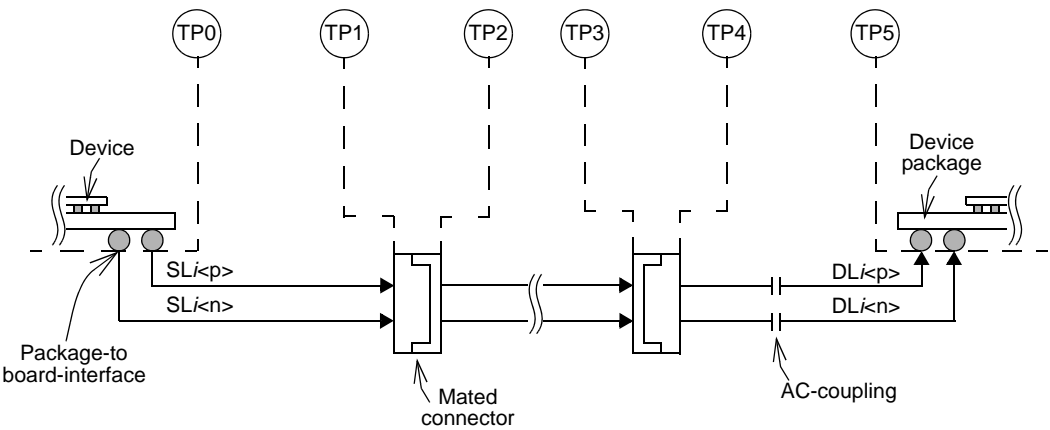 TP0
TP1
TP2
TP3
TP4
TP5
Device
Device
package
SLi<p>
DLi<p>
SLi<n>
DLi<n>
Package-to
board-interface
Mated
connector
AC-coupling